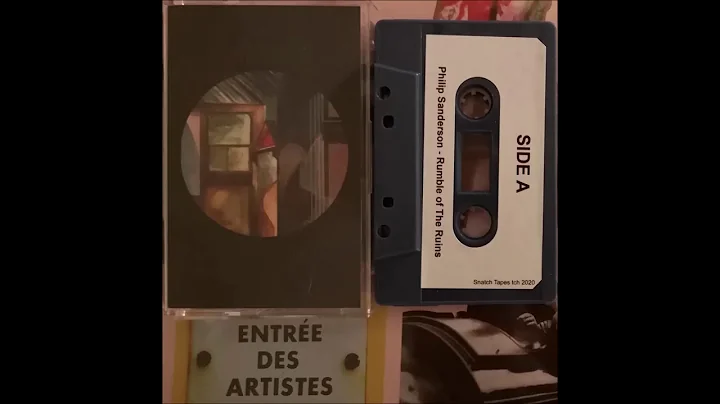 SIDE A
Philip Sanderson - Rumble of The Ruins
Snatch Tapes tch 2020
ENTRÉE
DES
ARTISTES